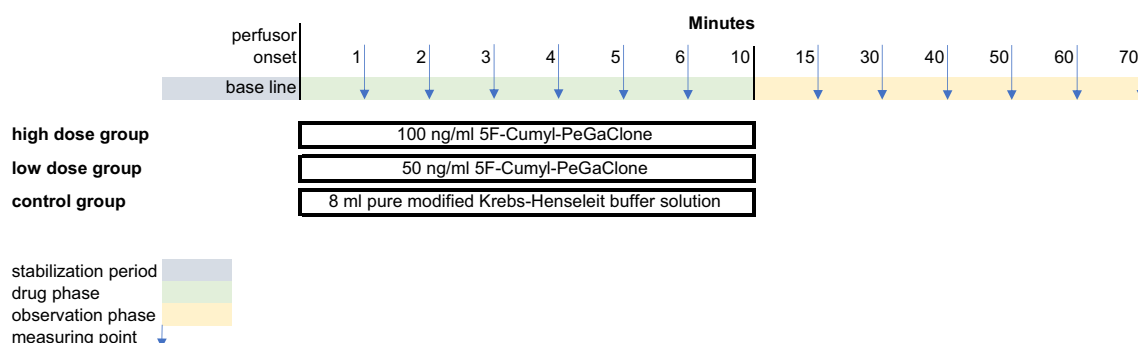 Minutes
perfusor
onset 1 2 3 4 5 6 10 15 30 40 50 60 70
base line
high dose group 100 ng/ml 5F-Cumyl-PeGaClone
low dose group 50 ng/ml 5F-Cumyl-PeGaClone
control group 8 ml pure modified Krebs-Henseleit buffer solution
stabilization period
drug phase
observation phase
measuring point